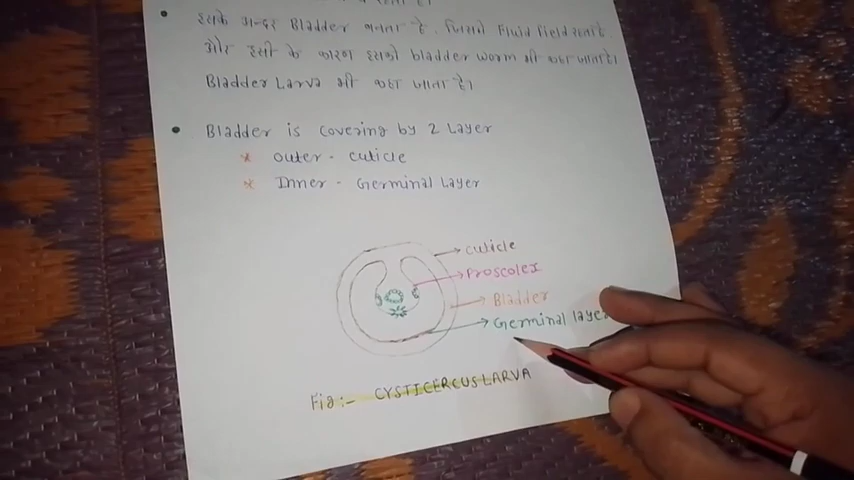 इसके अन्दर Bladder बनता है, जिसमे Fluid Field रहता है.
और इसी के कारण इसको bladder worm भी कहा जाता है।
Bladder Larva भी कहा जाता है।
Bladder is covering by 2 Layer
* Outer - cuticle
* Inner - Germinal Layer
cuticle
Proscolex
Bladder
Germinal layer
Fig:- CYSTICERCUS LARVA